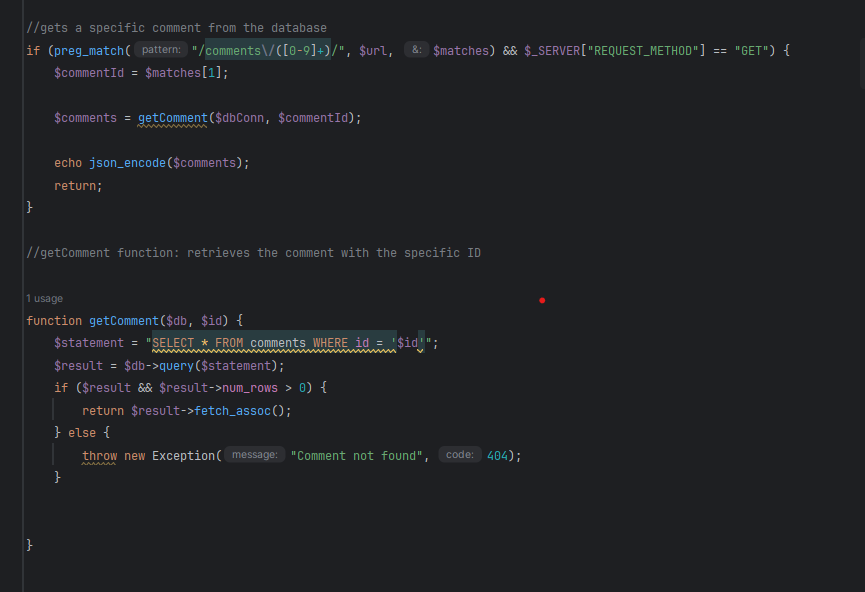 //gets a specific comment from the database
if (preg_match( pattern: "/comments\/([0-9]+)/", $url, &: $matches) && $_SERVER["REQUEST_METHOD"] == "GET") {
$commentId = $matches[1];
$comments = getComment($dbConn, $commentId);
echo json_encode($comments);
return;
}
//getComment function: retrieves the comment with the specific ID
1 usage
function getComment($db, $id) {
$statement = "SELECT * FROM comments WHERE id = '$id'";
$result = $db->query($statement);
if ($result && $result->num_rows > 0) {
return $result->fetch_assoc();
} else {
throw new Exception( message: "Comment not found", code: 404);
}
}